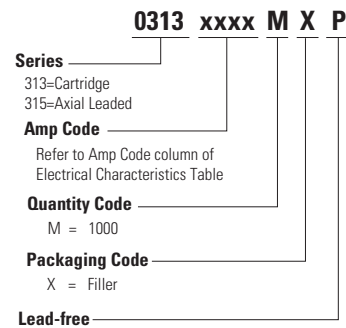 0313 xxxx M X P
Series
313=Cartridge
315=Axial Leaded
Amp Code
Refer to Amp Code column of
Electrical Characteristics Table
Quantity Code
M = 1000
Packaging Code
X = Filler
Lead-free